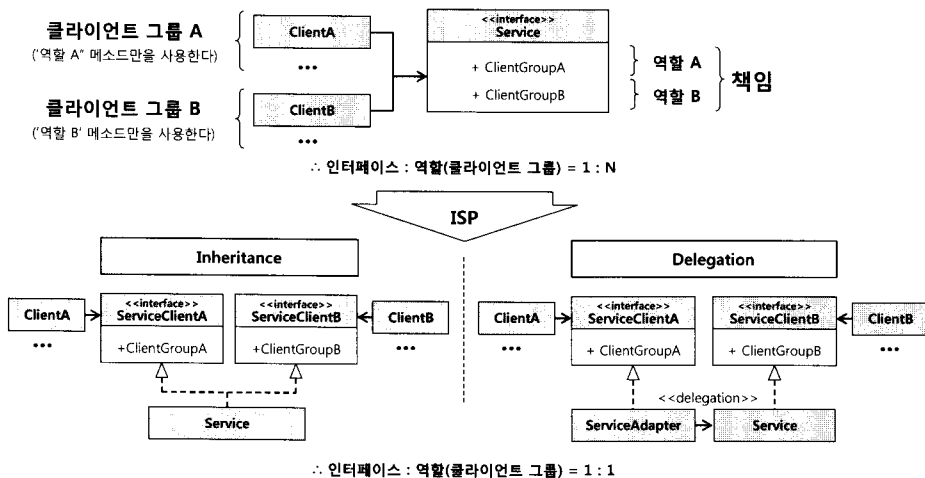 클라이언트 그룹 A
('역할 A" 메소드만을 사용한다)
클라이언트 그룹 B
('역할 B' 메소드만을 사용한다)
ClientA
...
ClientB
...
<<interface>>
Service
+ ClientGroupA
+ ClientGroupB
역할 A
역할 B
책임
∴ 인터페이스 : 역할(클라이언트 그룹) = 1 : N
ISP
Inheritance
ClientA
...
<<interface>>
ServiceClientA
+ClientGroupA
<<interface>>
ServiceClientB
+ClientGroupB
ClientB
...
Service
Delegation
ClientA
...
<<interface>>
ServiceClientA
+ ClientGroupA
<<interface>>
ServiceClientB
+ ClientGroupB
ClientB
...
<<delegation>>
ServiceAdapter
Service
∴ 인터페이스 : 역할(클라이언트 그룹) = 1 : 1